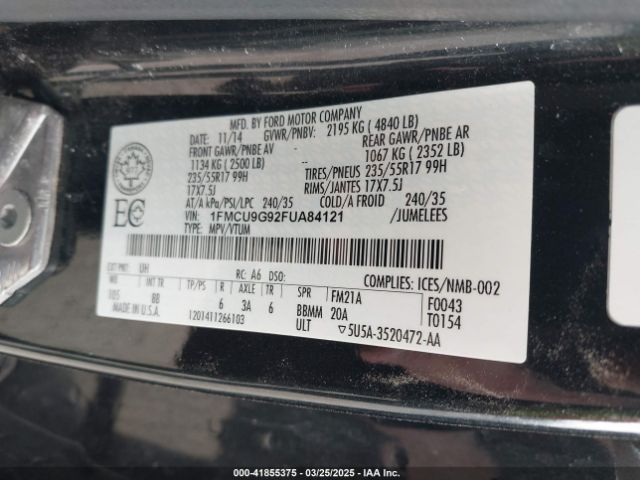 MFD. BY FORD MOTOR COMPANY
DATE: 11/14 GVWR/PNBV: 2195 KG ( 4840 LB)
FRONT GAWR/PNBE AV REAR GAWR/PNBE AR
1134 KG ( 2500 LB) 1067 KG ( 2352 LB)
235/55R17 99H TIRES/PNEUS 235/55R17 99H
17X7.5J RIMS/JANTES 17X7.5J
AT/A kPa/PSI/LPC 240/35 COLD/A FROID 240/35
VIN: 1FMCU9G92FUA84121 /JUMELEES
TYPE: MPV/VTUM
EC
EXT PNT: UH RC: A6 DSO: COMPLIES: ICES/NMB-002
WB INT TR TP/PS R AXLE TR SPR FM21A F0043
105 BB 6 3A 6 BBMM 20A T0154
MADE IN U.S.A. 1201411266103 ULT ▽5U5A-3520472-AA
000-41855375 | 03/25/2025 | IAA Inc.